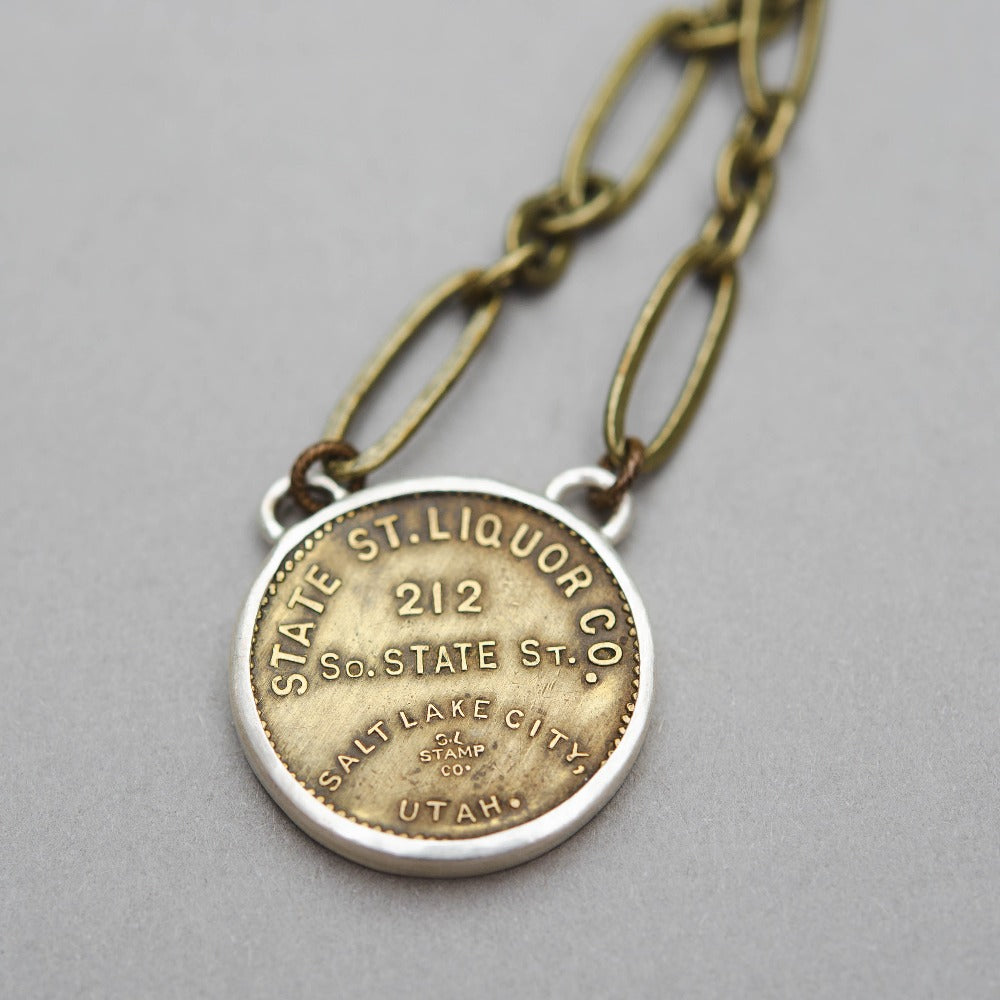 STATE ST. LIQUOR CO.
212
So. STATE ST.
SALT LAKE CITY,
S.L.
STAMP
CO.
UTAH.